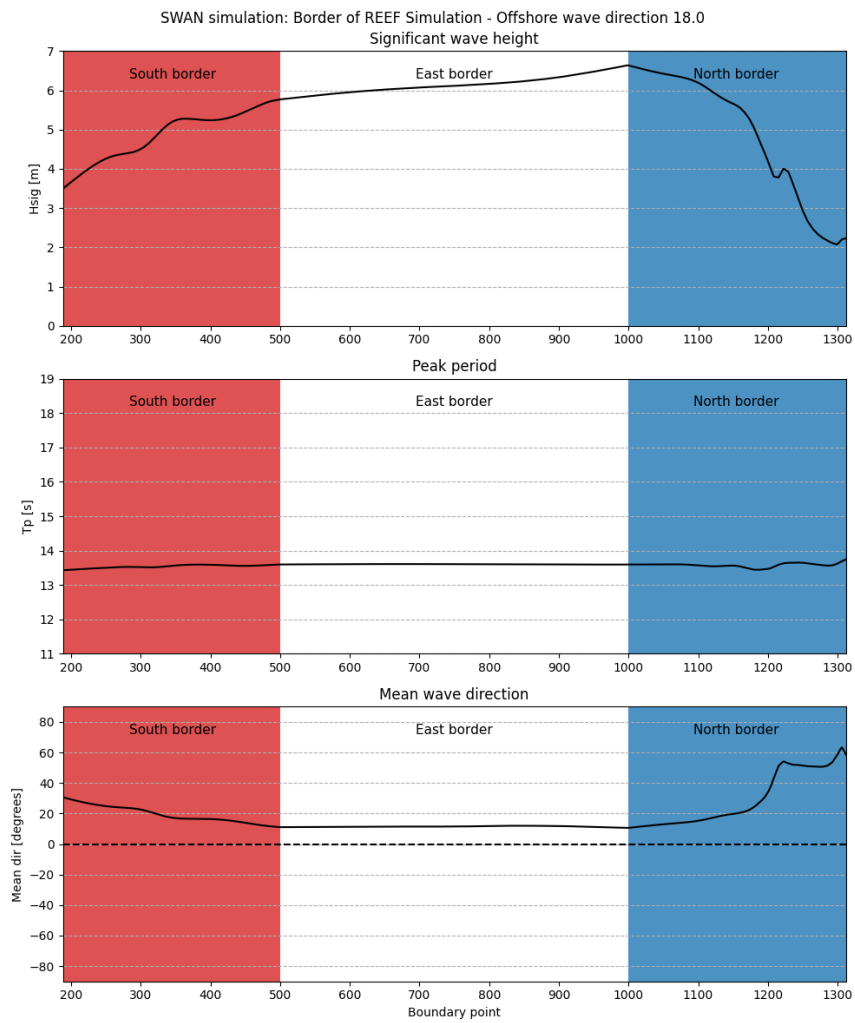 SWAN simulation: Border of REEF Simulation - Offshore wave direction 18.0
Significant wave height
South border East border North border
Hsig [m]
7
6
5
4
3
2
1
0
200 300 400 500 600 700 800 900 1000 1100 1200 1300
Peak period
South border East border North border
Tp [s]
19
18
17
16
15
14
13
12
11
200 300 400 500 600 700 800 900 1000 1100 1200 1300
Mean wave direction
South border East border North border
Mean dir [degrees]
80
60
40
20
0
−20
−40
−60
−80
200 300 400 500 600 700 800 900 1000 1100 1200 1300
Boundary point